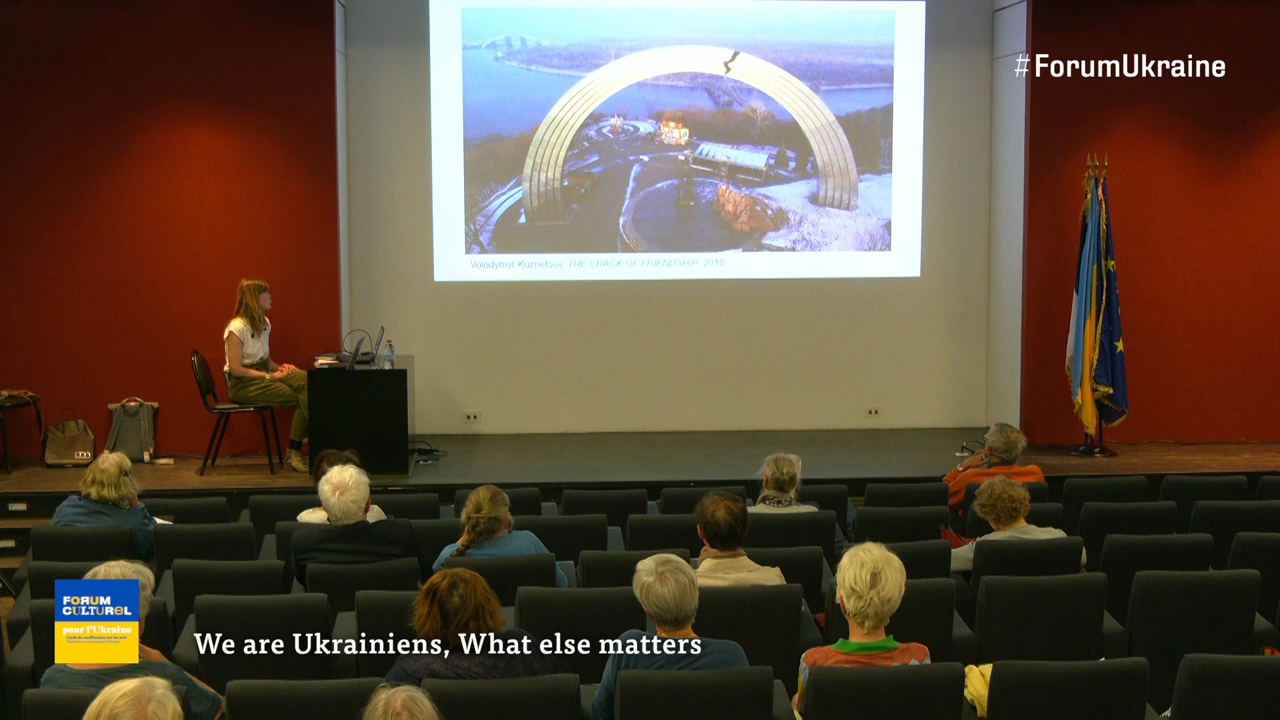 #ForumUkraine
Volodymyr Kuznetsov. THE CRACK OF FRIENDSHIP. 2018
FORUM
CULTUREL
pour l'Ukraine
We are Ukrainiens, What else matters